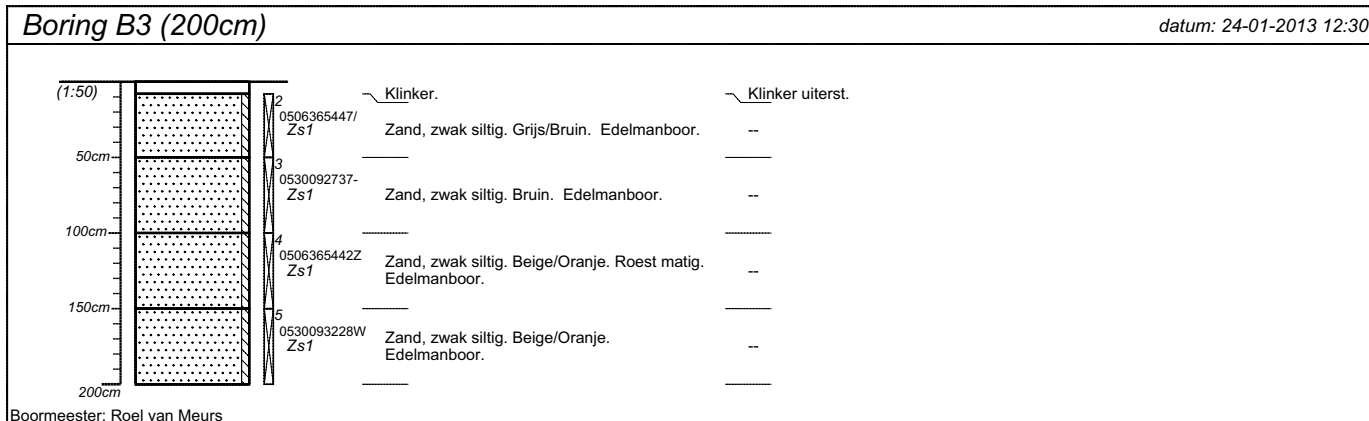 Boring B3 (200cm) datum: 24-01-2013 12:30
(1:50) Klinker. Klinker uiterst.
2
0506365447/
Zs1 Zand, zwak siltig. Grijs/Bruin. Edelmanboor. --
50cm
3
0530092737-
Zs1 Zand, zwak siltig. Bruin. Edelmanboor. --
100cm
4
0506365442Z
Zs1 Zand, zwak siltig. Beige/Oranje. Roest matig. --
Edelmanboor.
150cm
5
0530093228W
Zs1 Zand, zwak siltig. Beige/Oranje. --
Edelmanboor.
200cm
Boormeester: Roel van Meurs